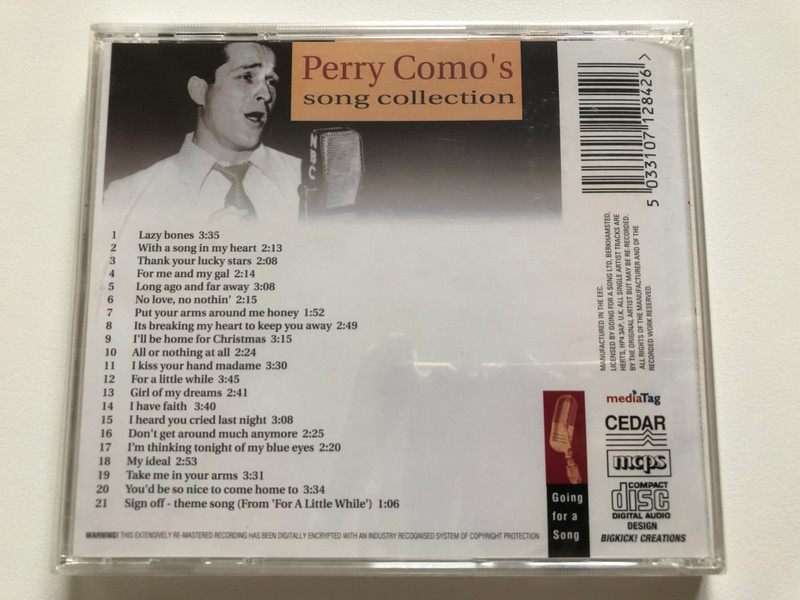 Perry Como's
song collection
NBC
5 033107 128426 >
1 Lazy bones 3:35
2 With a song in my heart 2:13
3 Thank your lucky stars 2:08
4 For me and my gal 2:14
5 Long ago and far away 3:08
6 No love, no nothin' 2:15
7 Put your arms around me honey 1:52
8 Its breaking my heart to keep you away 2:49
9 I'll be home for Christmas 3:15
10 All or nothing at all 2:24
11 I kiss your hand madame 3:30
12 For a little while 3:45
13 Girl of my dreams 2:41
14 I have faith 3:40
15 I heard you cried last night 3:08
16 Don't get around much anymore 2:25
17 I'm thinking tonight of my blue eyes 2:20
18 My ideal 2:53
19 Take me in your arms 3:31
20 You'd be so nice to come home to 3:34
21 Sign off - theme song (From 'For A Little While') 1:06
WARNING! THIS EXTENSIVELY RE-MASTERED RECORDING HAS BEEN DIGITALLY ENCRYPTED WITH AN INDUSTRY RECOGNISED SYSTEM OF COPYRIGHT PROTECTION
MANUFACTURED IN THE EEC.
LICENSED BY GOING FOR A SONG LTD, BERKHAMSTED,
HERTS, HP4 3AP, U.K. ALL SINGLE ARTIST TRACKS ARE
BY THE ORIGINAL ARTIST BUT MAY BE RE-RECORDED.
ALL RIGHTS OF THE MANUFACTURER AND OF THE
RECORDED WORK RESERVED.
Going
for a
Song
mediaTag
CEDAR
mcps
COMPACT
disc
DIGITAL AUDIO
DESIGN
BIGKICK! CREATIONS